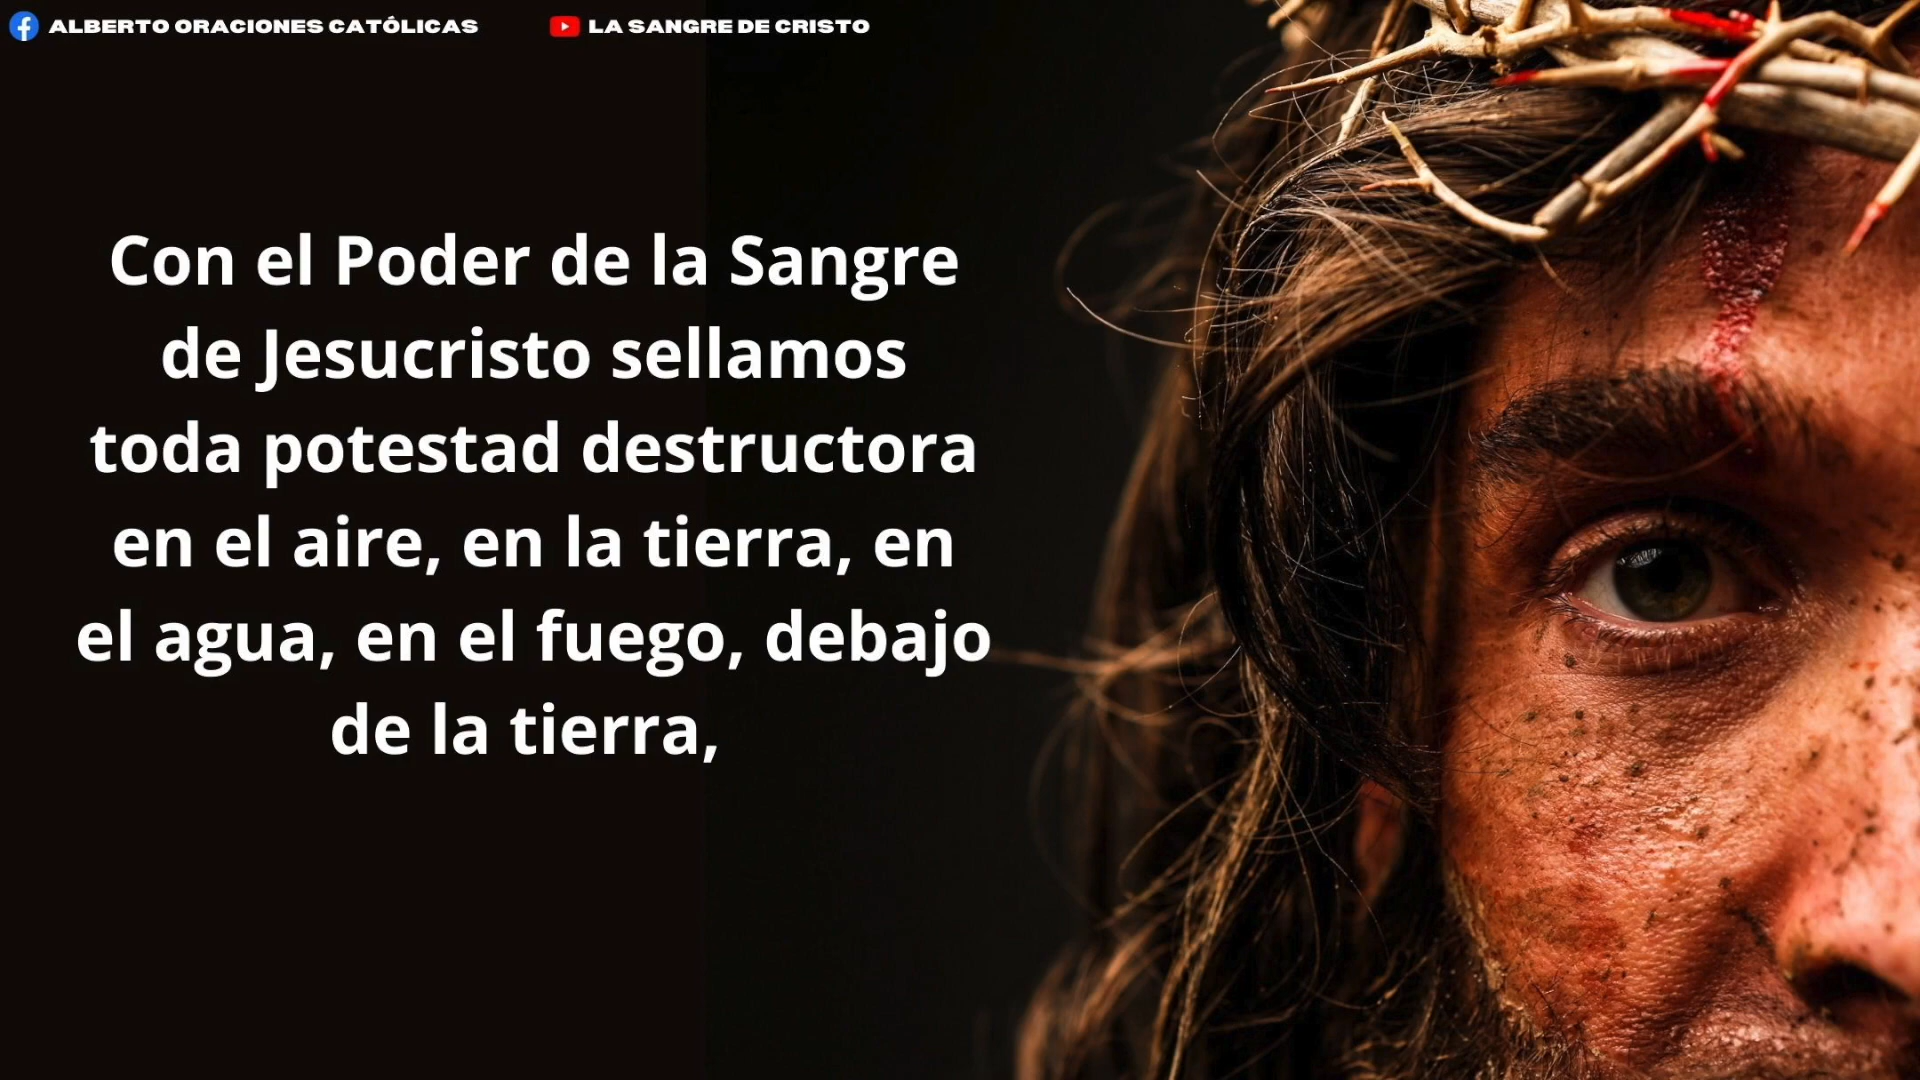 ALBERTO ORACIONES CATÓLICAS
LA SANGRE DE CRISTO
Con el Poder de la Sangre
de Jesucristo sellamos
toda potestad destructora
en el aire, en la tierra, en
el agua, en el fuego, debajo
de la tierra,